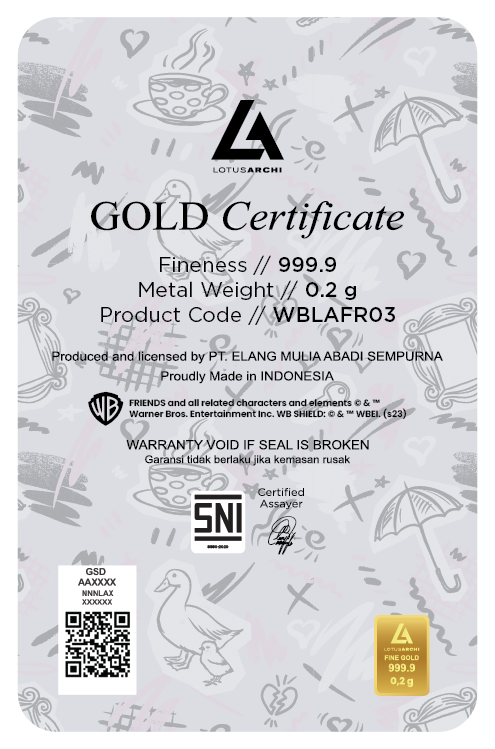 LOTUSARCHI
GOLD Certificate
Fineness // 999.9
Metal Weight // 0.2 g
Product Code // WBLAFR03
Produced and licensed by PT. ELANG MULIA ABADI SEMPURNA
Proudly Made in INDONESIA
WB
FRIENDS and all related characters and elements © & ™
Warner Bros. Entertainment Inc. WB SHIELD: © & ™ WBEI. (s23)
WARRANTY VOID IF SEAL IS BROKEN
Garansi tidak berlaku jika kemasan rusak
SNI
Certified
Assayer
GSD
AAXXXX
NNNLAX
XXXXXX
LOTUSARCHI
FINE GOLD
999.9
0,2 g